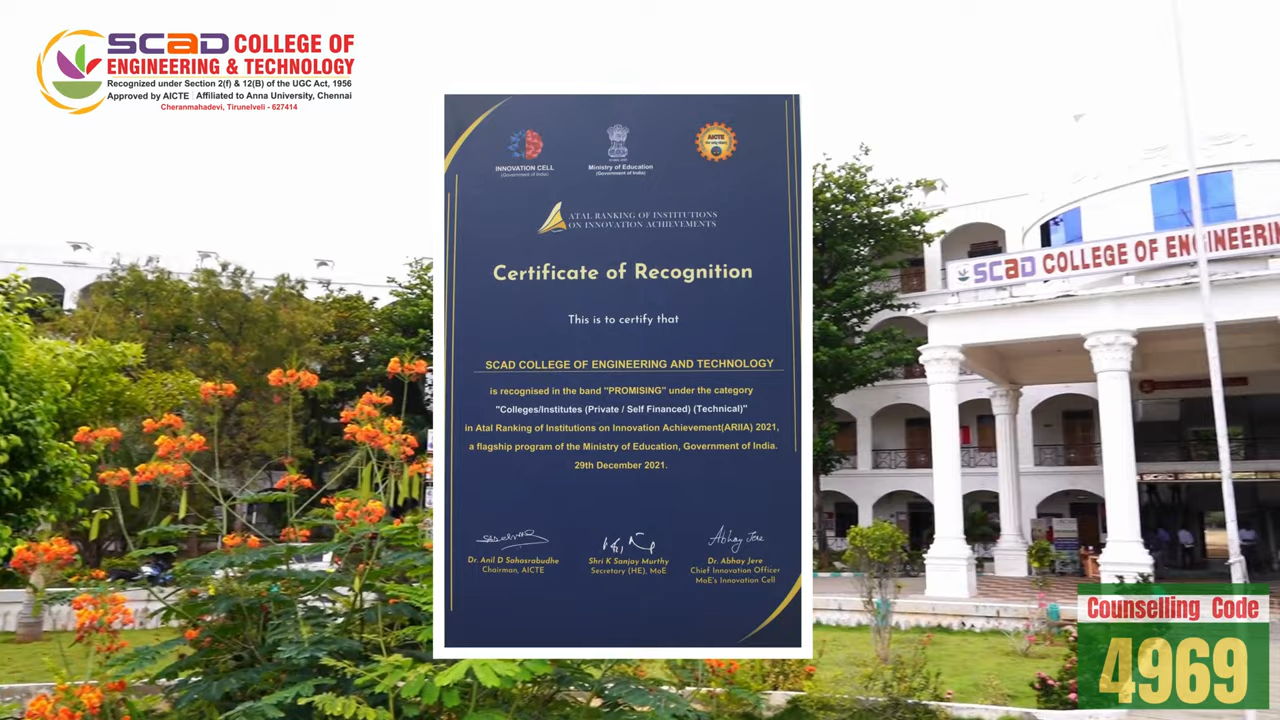 SCAD COLLEGE OF
ENGINEERING & TECHNOLOGY
Recognized under Section 2(f) & 12(B) of the UGC Act, 1956
Approved by AICTE | Affiliated to Anna University, Chennai
Cheranmahadevi, Tirunelveli - 627414
INNOVATION CELL
(Government of India)
Ministry of Education
(Government of India)
AICTE
ATAL RANKING OF INSTITUTIONS
ON INNOVATION ACHIEVEMENTS
Certificate of Recognition
This is to certify that
SCAD COLLEGE OF ENGINEERING AND TECHNOLOGY
is recognised in the band "PROMISING" under the category
"Colleges/Institutes (Private / Self Financed) (Technical)"
in Atal Ranking of Institutions on Innovation Achievement(ARIIA) 2021,
a flagship program of the Ministry of Education, Government of India.
29th December 2021.
Abhay Jere
Dr. Anil D Sahasrabudhe
Chairman, AICTE
Shri K Sanjay Murthy
Secretary (HE), MoE
Dr. Abhay Jere
Chief Innovation Officer
MoE's Innovation Cell
SCAD COLLEGE OF ENGINEERIN
Counselling Code
4969